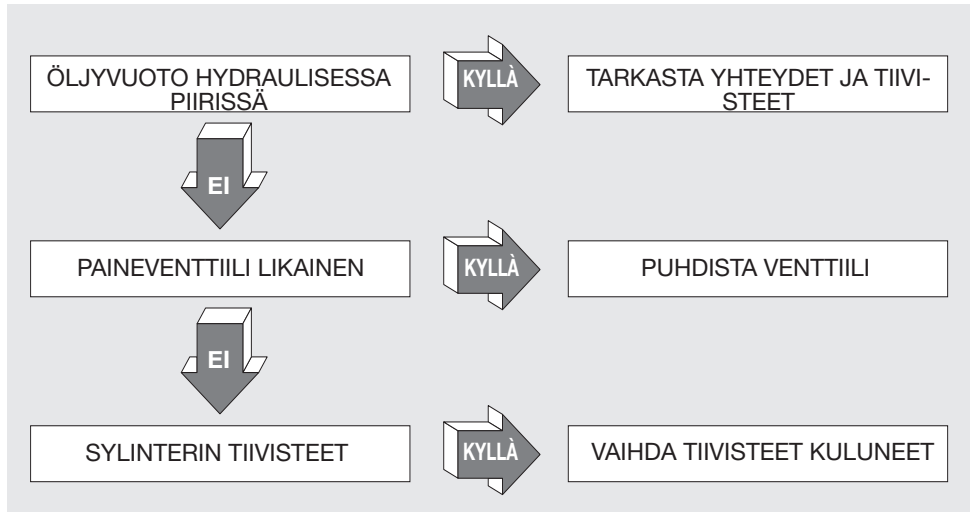 ÖLJYVUOTO HYDRAULISESSA
PIIRISSÄ
KYLLÀ
TARKASTA YHTEYDET JA TIIVI-
STEET
EI
PAINEVENTTIILI LIKAINEN
KYLLÀ
PUHDISTA VENTTIILI
EI
SYLINTERIN TIIVISTEET
KYLLÀ
VAIHDA TIIVISTEET KULUNEET